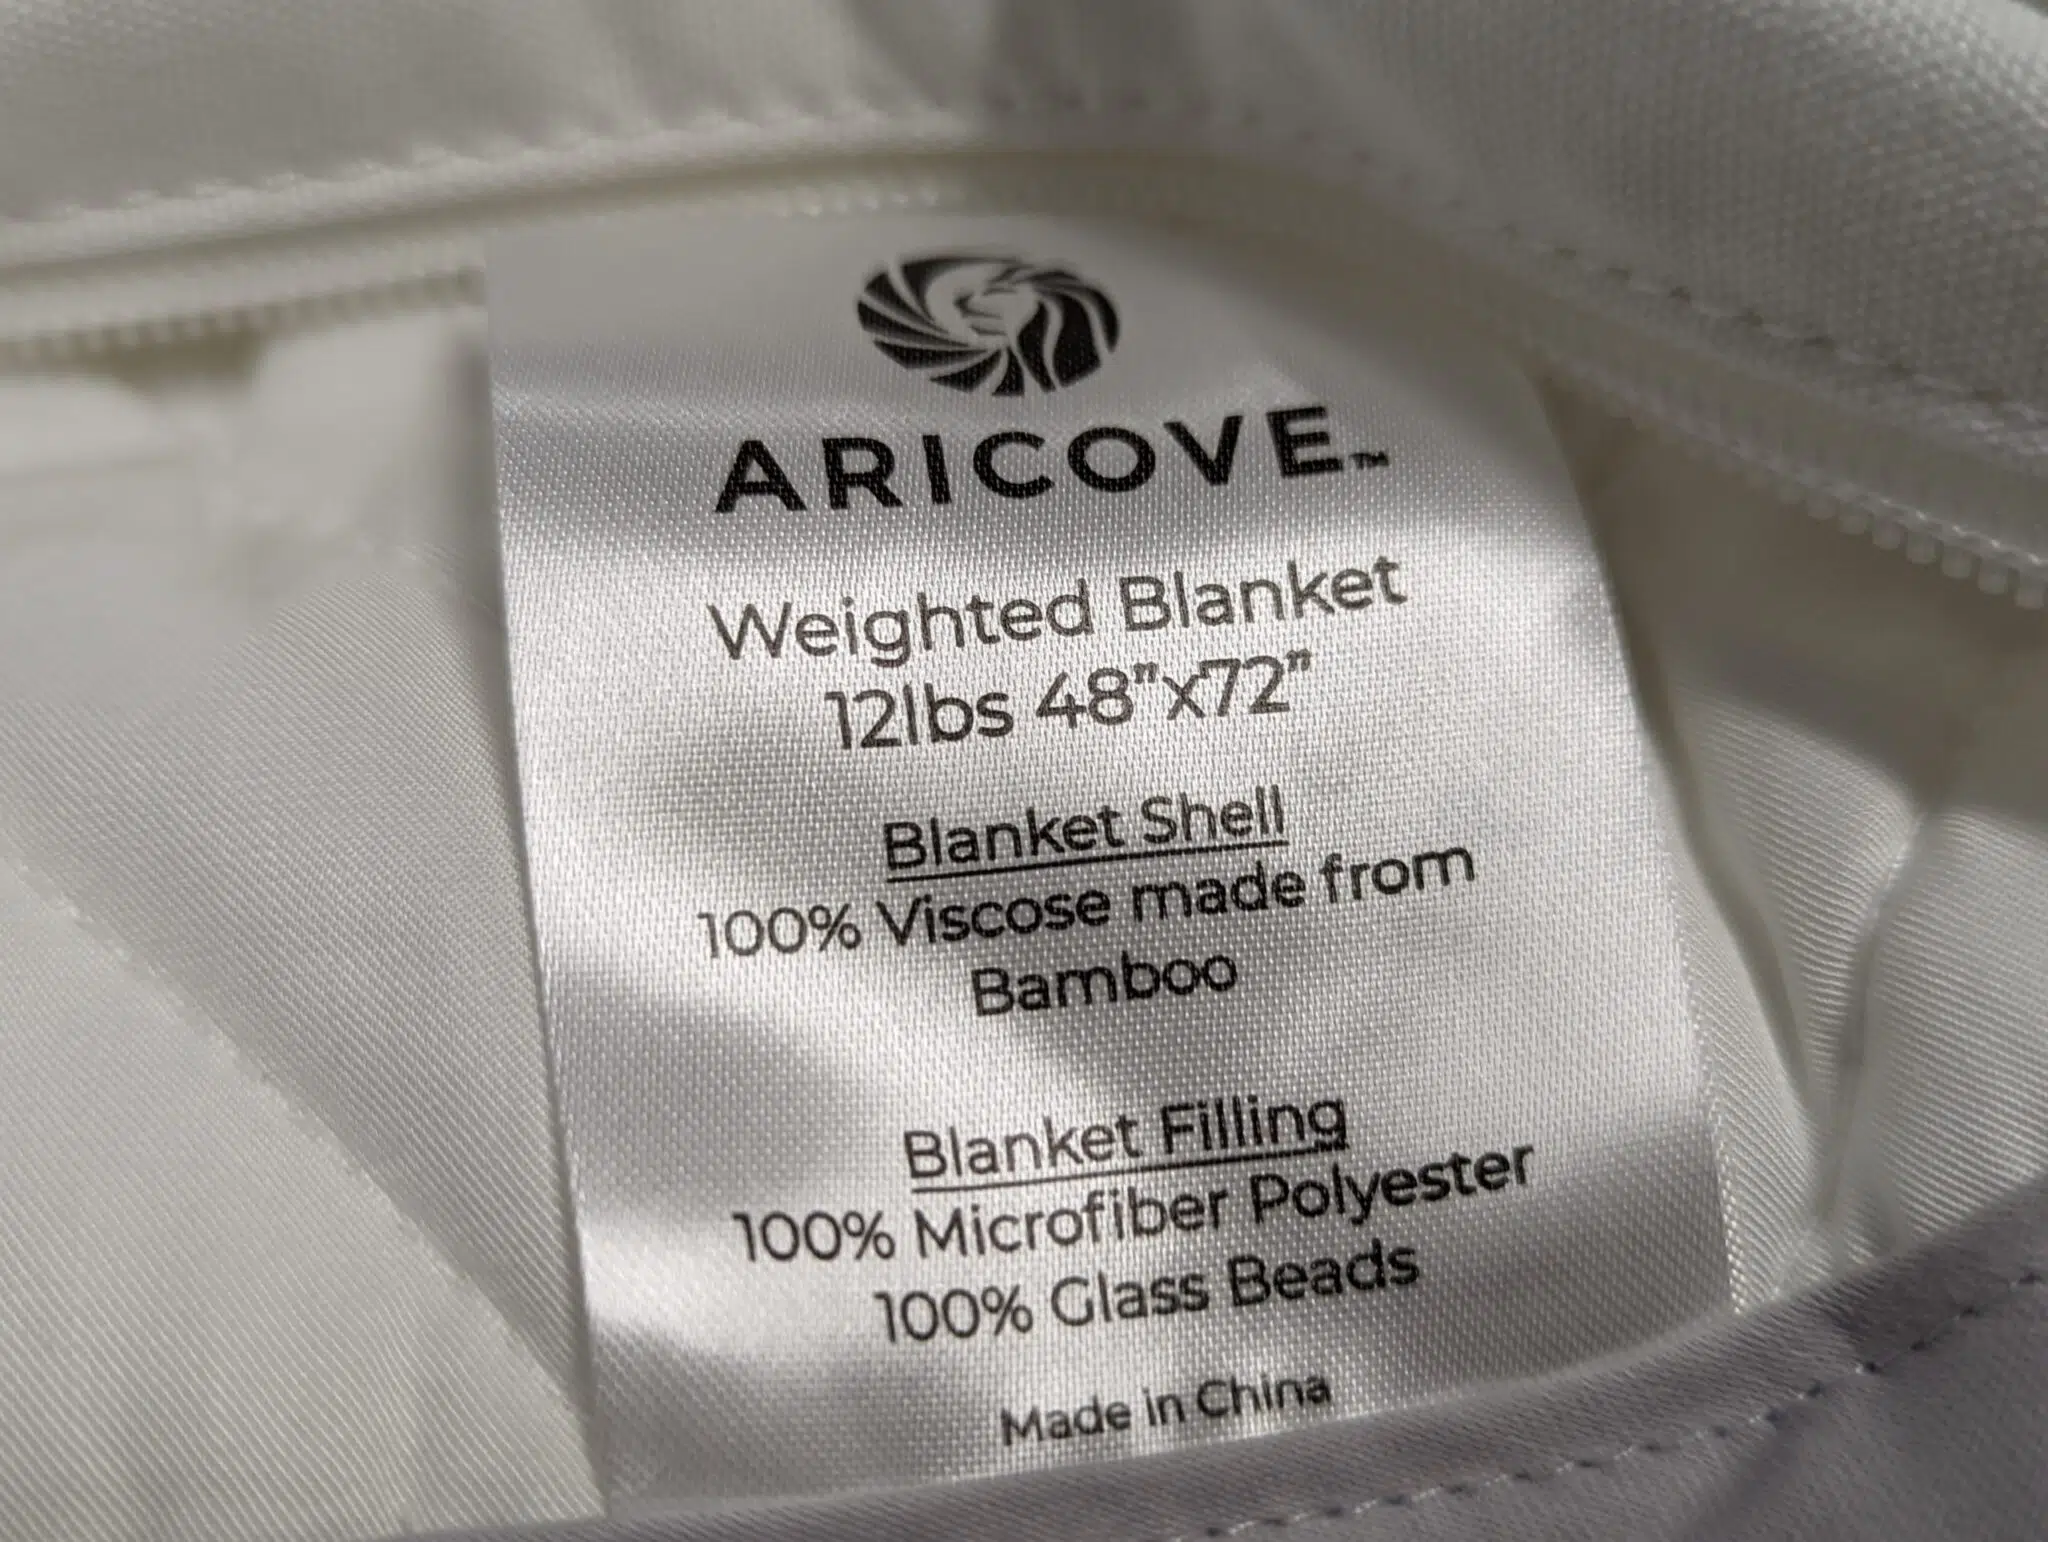 ARICOVE™
Weighted Blanket
12lbs 48”x72”
Blanket Shell
100% Viscose made from
Bamboo
Blanket Filling
100% Microfiber Polyester
100% Glass Beads
Made in China